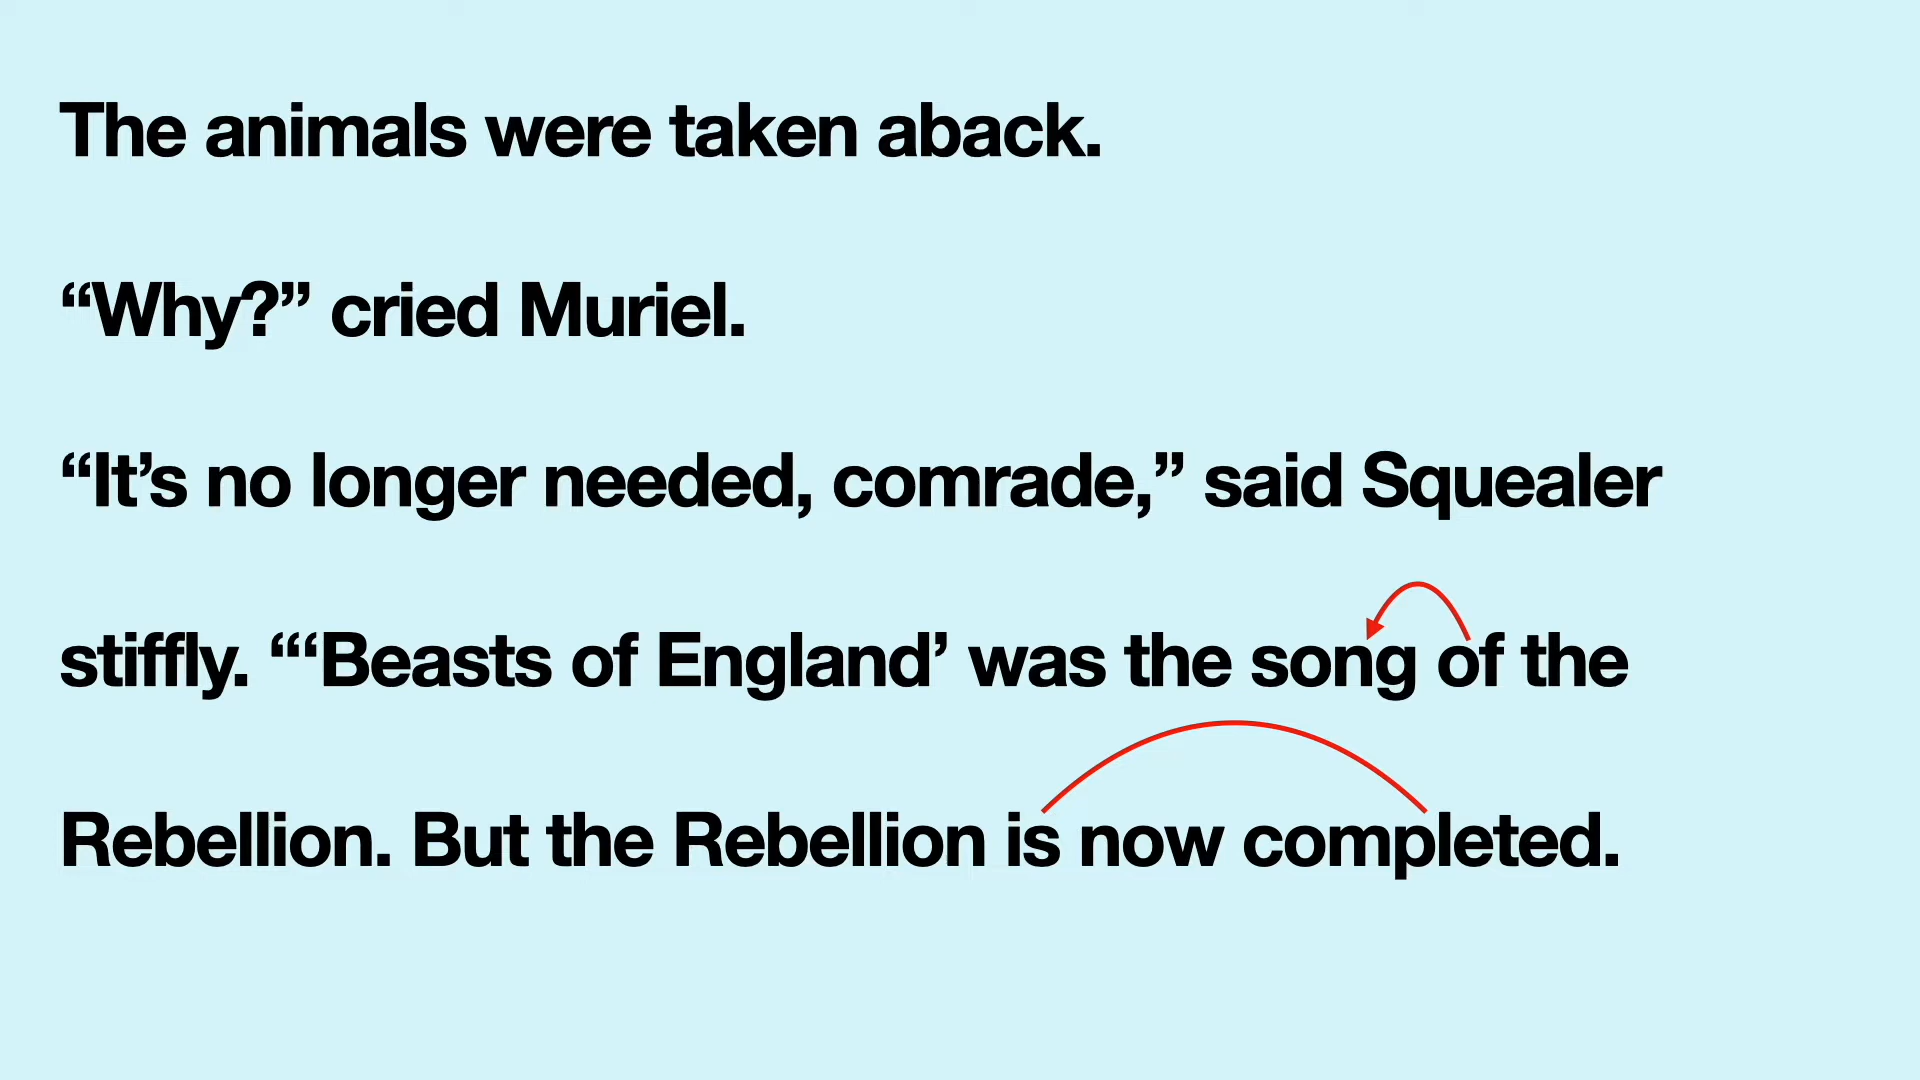 The animals were taken aback.
“Why?” cried Muriel.
“It’s no longer needed, comrade,” said Squealer
stiffly. “‘Beasts of England’ was the song of the
Rebellion. But the Rebellion is now completed.